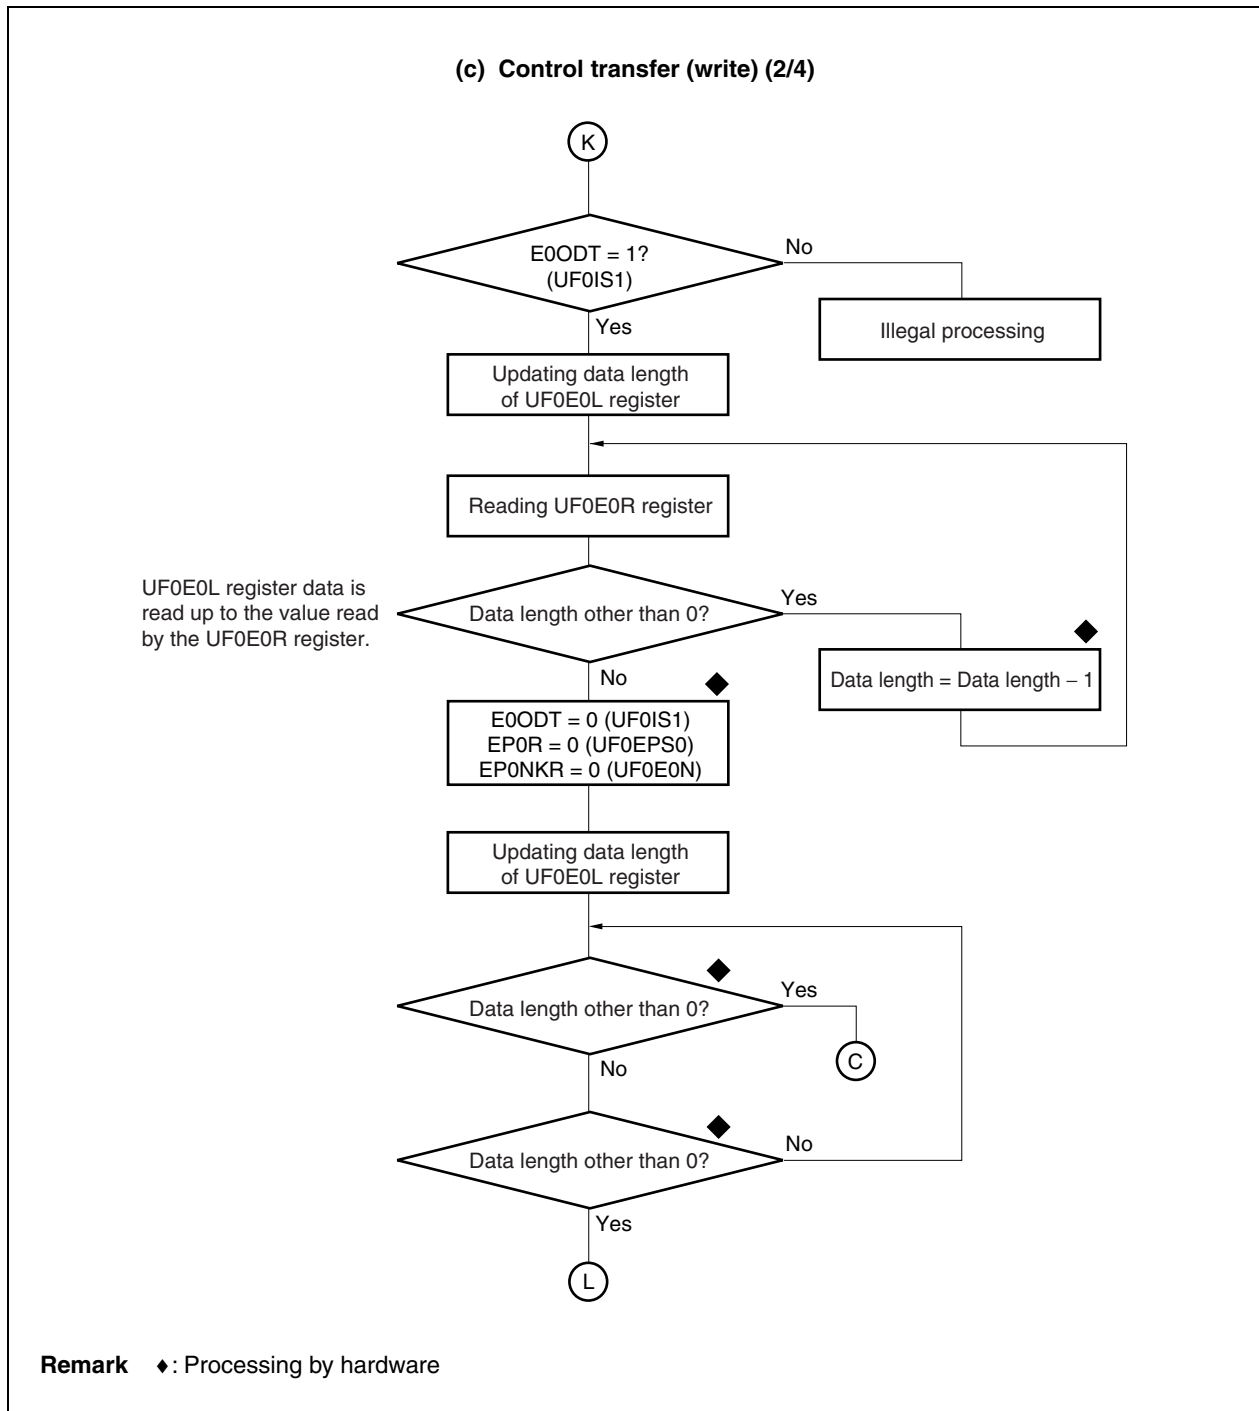 (c) Control transfer (write) (2/4)
K
E0ODT = 1?
(UF0IS1)
No
Illegal processing
Yes
Updating data length
of UF0E0L register
Reading UF0E0R register
UF0E0L register data is
read up to the value read
by the UF0E0R register.
Data length other than 0?
Yes
Data length = Data length − 1
No
E0ODT = 0 (UF0IS1)
EP0R = 0 (UF0EPS0)
EP0NKR = 0 (UF0E0N)
Updating data length
of UF0E0L register
Data length other than 0?
Yes
C
No
Data length other than 0?
No
Yes
L
Remark ♦: Processing by hardware